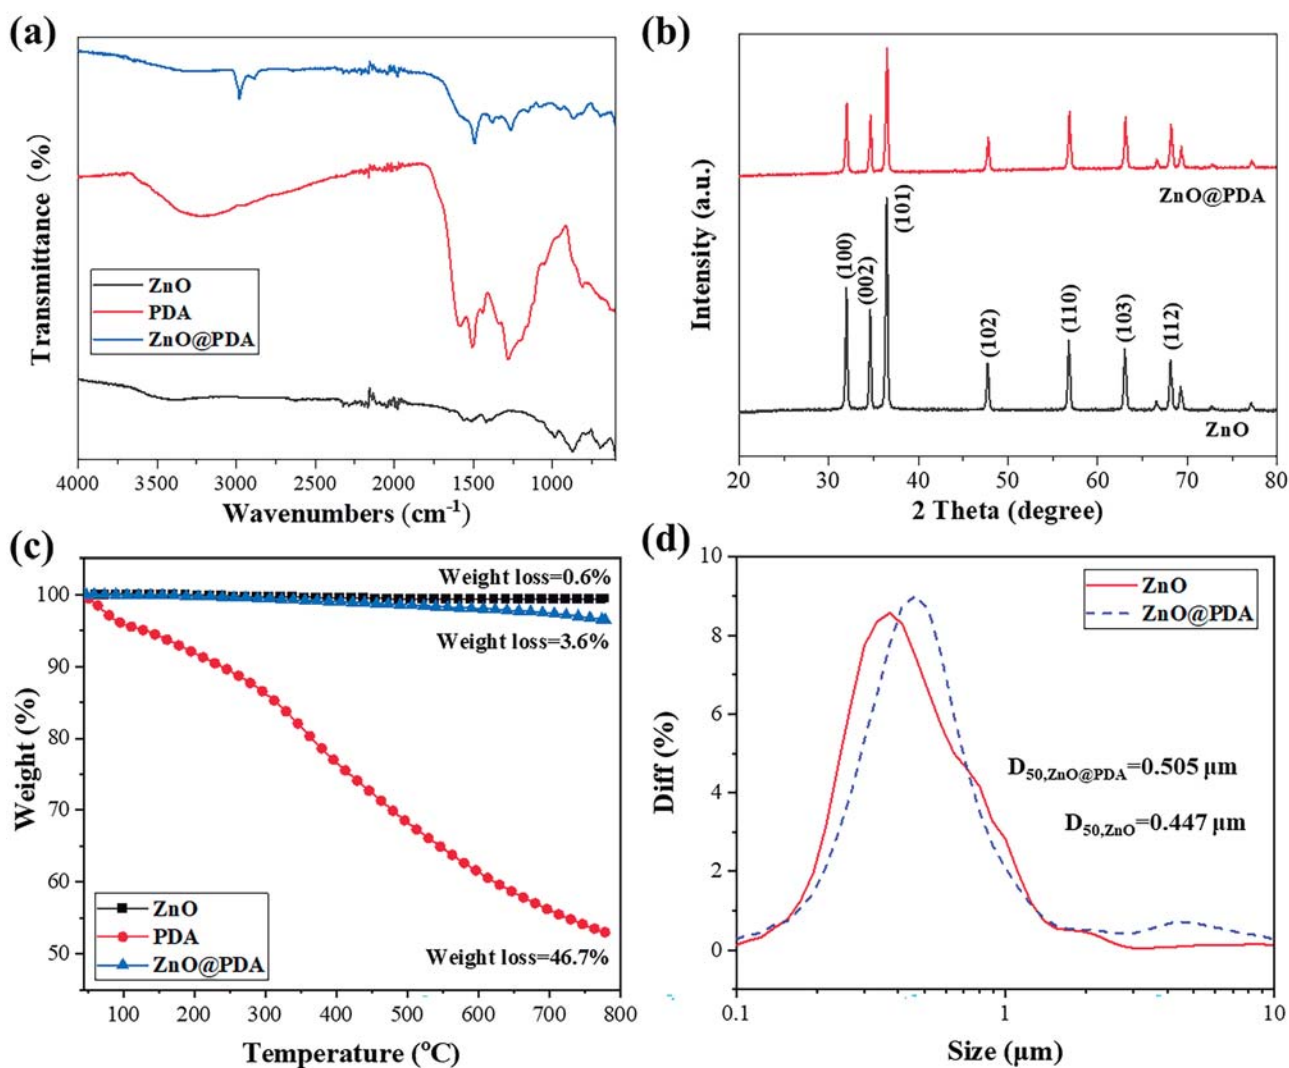 (a)
Transmittance (%)
ZnO
PDA
ZnO@PDA
4000 3500 3000 2500 2000 1500 1000
Wavenumbers (cm⁻¹)
(b)
Intensity (a.u.)
ZnO@PDA
(100)
(002)
(101)
(102)
(110)
(103)
(112)
ZnO
20 30 40 50 60 70 80
2 Theta (degree)
(c)
Weight (%)
100
90
80
70
60
50
Weight loss=0.6%
Weight loss=3.6%
Weight loss=46.7%
ZnO
PDA
ZnO@PDA
100 200 300 400 500 600 700 800
Temperature (°C)
(d)
Diff (%)
10
8
6
4
2
0
ZnO
ZnO@PDA
D50,ZnO@PDA=0.505 μm
D50,ZnO=0.447 μm
0.1 1 10
Size (μm)